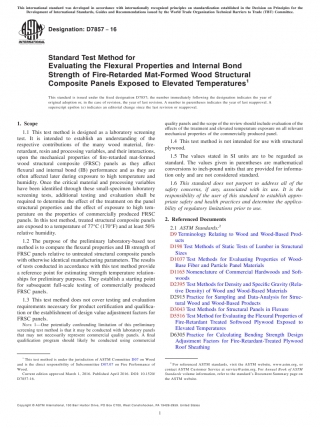 This international standard was developed in accordance with internationally recognized principles on standardization established in the Decision on Principles for the
Development of International Standards, Guides and Recommendations issued by the World Trade Organization Technical Barriers to Trade (TBT) Committee.
Designation: D7857 − 16
INTERNATIONAL
Standard Test Method for
Evaluating the Flexural Properties and Internal Bond
Strength of Fire-Retarded Mat-Formed Wood Structural
Composite Panels Exposed to Elevated Temperatures1
This standard is issued under the fixed designation D7857; the number immediately following the designation indicates the year of
original adoption or, in the case of revision, the year of last revision. A number in parentheses indicates the year of last reapproval. A
superscript epsilon (ε) indicates an editorial change since the last revision or reapproval.
1. Scope
1.1 This test method is designed as a laboratory screening
test. It is intended to establish an understanding of the
respective contributions of the many wood material, fire-
retardant, resin and processing variables, and their interactions,
upon the mechanical properties of fire-retarded mat-formed
wood structural composite (FRSC) panels as they affect
flexural and internal bond (IB) performance and as they are
often affected later during exposure to high temperature and
humidity. Once the critical material and processing variables
have been identified through these small-specimen laboratory
screening tests, additional testing and evaluation shall be
required to determine the effect of the treatment on the panel
structural properties and the effect of exposure to high tem-
perature on the properties of commercially produced FRSC
panels. In this test method, treated structural composite panels
are exposed to a temperature of 77°C (170°F) and at least 50%
relative humidity.
1.2 The purpose of the preliminary laboratory-based test
method is to compare the flexural properties and IB strength of
FRSC panels relative to untreated structural composite panels
with otherwise identical manufacturing parameters. The results
of tests conducted in accordance with this test method provide
a reference point for estimating strength temperature relation-
ships for preliminary purposes. They establish a starting point
for subsequent full-scale testing of commercially produced
FRSC panels.
1.3 This test method does not cover testing and evaluation
requirements necessary for product certification and qualifica-
tion or the establishment of design value adjustment factors for
FRSC panels.
NOTE 1—One potentially confounding limitation of this preliminary
screening test method is that it may be conducted with laboratory panels
that may not necessarily represent commercial quality panels. A final
qualification program should likely be conducted using commercial
quality panels and the scope of the review should include evaluation of the
effects of the treatment and elevated temperature exposure on all relevant
mechanical properties of the commercially produced panel.
1.4 This test method is not intended for use with structural
plywood.
1.5 The values stated in SI units are to be regarded as
standard. The values given in parentheses are mathematical
conversions to inch-pound units that are provided for informa-
tion only and are not considered standard.
1.6 This standard does not purport to address all of the
safety concerns, if any, associated with its use. It is the
responsibility of the user of this standard to establish appro-
priate safety and health practices and determine the applica-
bility of regulatory limitations prior to use.
2. Referenced Documents
2.1 ASTM Standards:2
D9 Terminology Relating to Wood and Wood-Based Prod-
ucts
D198 Test Methods of Static Tests of Lumber in Structural
Sizes
D1037 Test Methods for Evaluating Properties of Wood-
Base Fiber and Particle Panel Materials
D1165 Nomenclature of Commercial Hardwoods and Soft-
woods
D2395 Test Methods for Density and Specific Gravity (Rela-
tive Density) of Wood and Wood-Based Materials
D2915 Practice for Sampling and Data-Analysis for Struc-
tural Wood and Wood-Based Products
D3043 Test Methods for Structural Panels in Flexure
D5516 Test Method for Evaluating the Flexural Properties of
Fire-Retardant Treated Softwood Plywood Exposed to
Elevated Temperatures
D6305 Practice for Calculating Bending Strength Design
Adjustment Factors for Fire-Retardant-Treated Plywood
Roof Sheathing
1 This test method is under the jurisdiction of ASTM Committee D07 on Wood
and is the direct responsibility of Subcommittee D07.07 on Fire Performance of
Wood.
Current edition approved March 1, 2016. Published April 2016. DOI: 10.1520/
D7857-16.
2 For referenced ASTM standards, visit the ASTM website, www.astm.org, or
contact ASTM Customer Service at service@astm.org. For Annual Book of ASTM
Standards volume information, refer to the standard's Document Summary page on
the ASTM website.
Copyright © ASTM International, 100 Barr Harbor Drive, PO Box C700, West Conshohocken, PA 19428-2959. United States
1